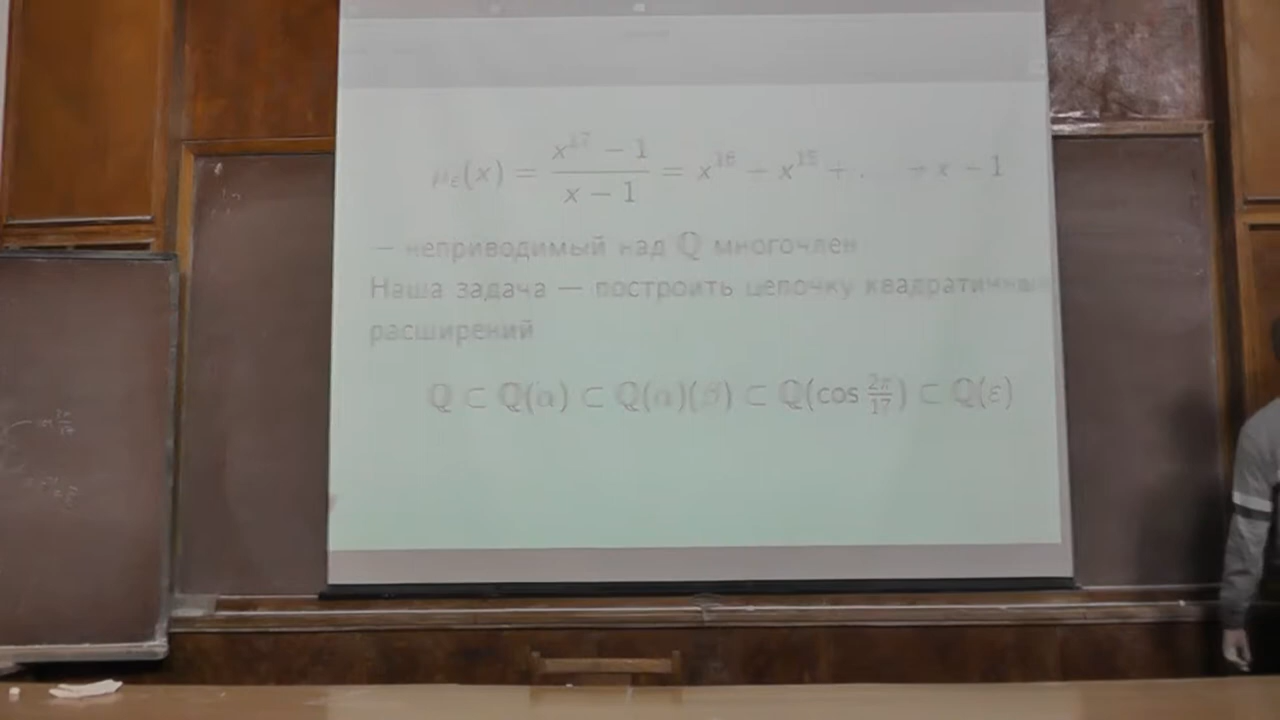 μ_ε(x) = (x^17 − 1)/(x − 1) = x^16 + x^15 + ... + x + 1
— неприводимый над ℚ многочлен
Наша задача — построить цепочку квадратичных
расширений
ℚ ⊂ ℚ(α) ⊂ ℚ(α)(β) ⊂ ℚ(cos 2π/17) ⊂ ℚ(ε)